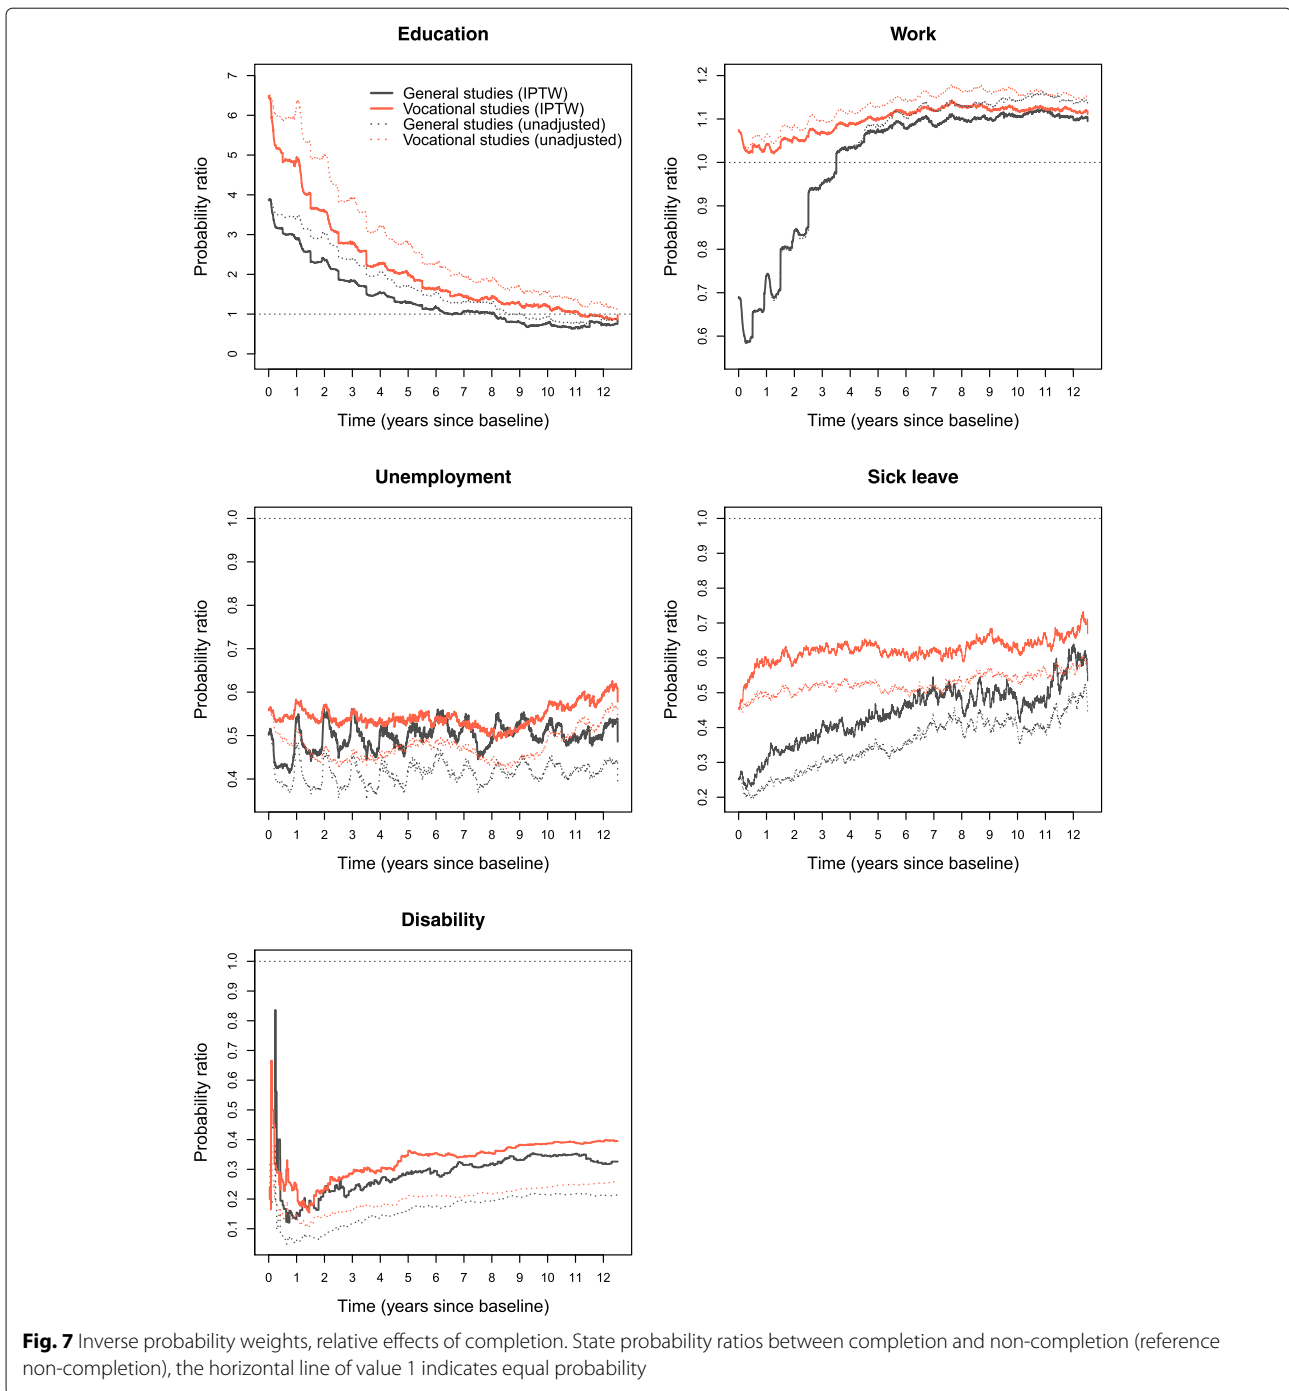 Education
Probability ratio
7
6
5
4
3
2
1
0
General studies (IPTW)
Vocational studies (IPTW)
General studies (unadjusted)
Vocational studies (unadjusted)
0 1 2 3 4 5 6 7 8 9 10 11 12
Time (years since baseline)
Work
Probability ratio
1.2
1.1
1.0
0.9
0.8
0.7
0.6
0 1 2 3 4 5 6 7 8 9 10 11 12
Time (years since baseline)
Unemployment
Probability ratio
1.0
0.9
0.8
0.7
0.6
0.5
0.4
0 1 2 3 4 5 6 7 8 9 10 11 12
Time (years since baseline)
Sick leave
Probability ratio
1.0
0.9
0.8
0.7
0.6
0.5
0.4
0.3
0.2
0 1 2 3 4 5 6 7 8 9 10 11 12
Time (years since baseline)
Disability
Probability ratio
1.0
0.9
0.8
0.7
0.6
0.5
0.4
0.3
0.2
0.1
0 1 2 3 4 5 6 7 8 9 10 11 12
Time (years since baseline)
Fig. 7 Inverse probability weights, relative effects of completion. State probability ratios between completion and non-completion (reference
non-completion), the horizontal line of value 1 indicates equal probability